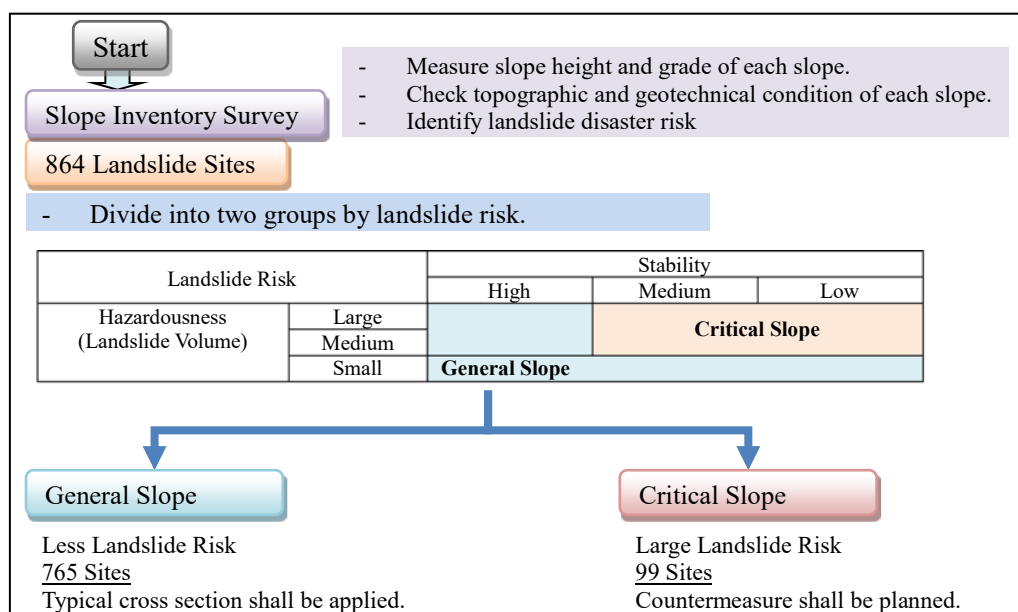 Start
- Measure slope height and grade of each slope.
- Check topographic and geotechnical condition of each slope.
- Identify landslide disaster risk
Slope Inventory Survey
864 Landslide Sites
- Divide into two groups by landslide risk.
Landslide Risk
Stability
High
Medium
Low
Hazardousness
(Landslide Volume)
Large
Medium
Small
Critical Slope
General Slope
General Slope
Less Landslide Risk
765 Sites
Typical cross section shall be applied.
Critical Slope
Large Landslide Risk
99 Sites
Countermeasure shall be planned.